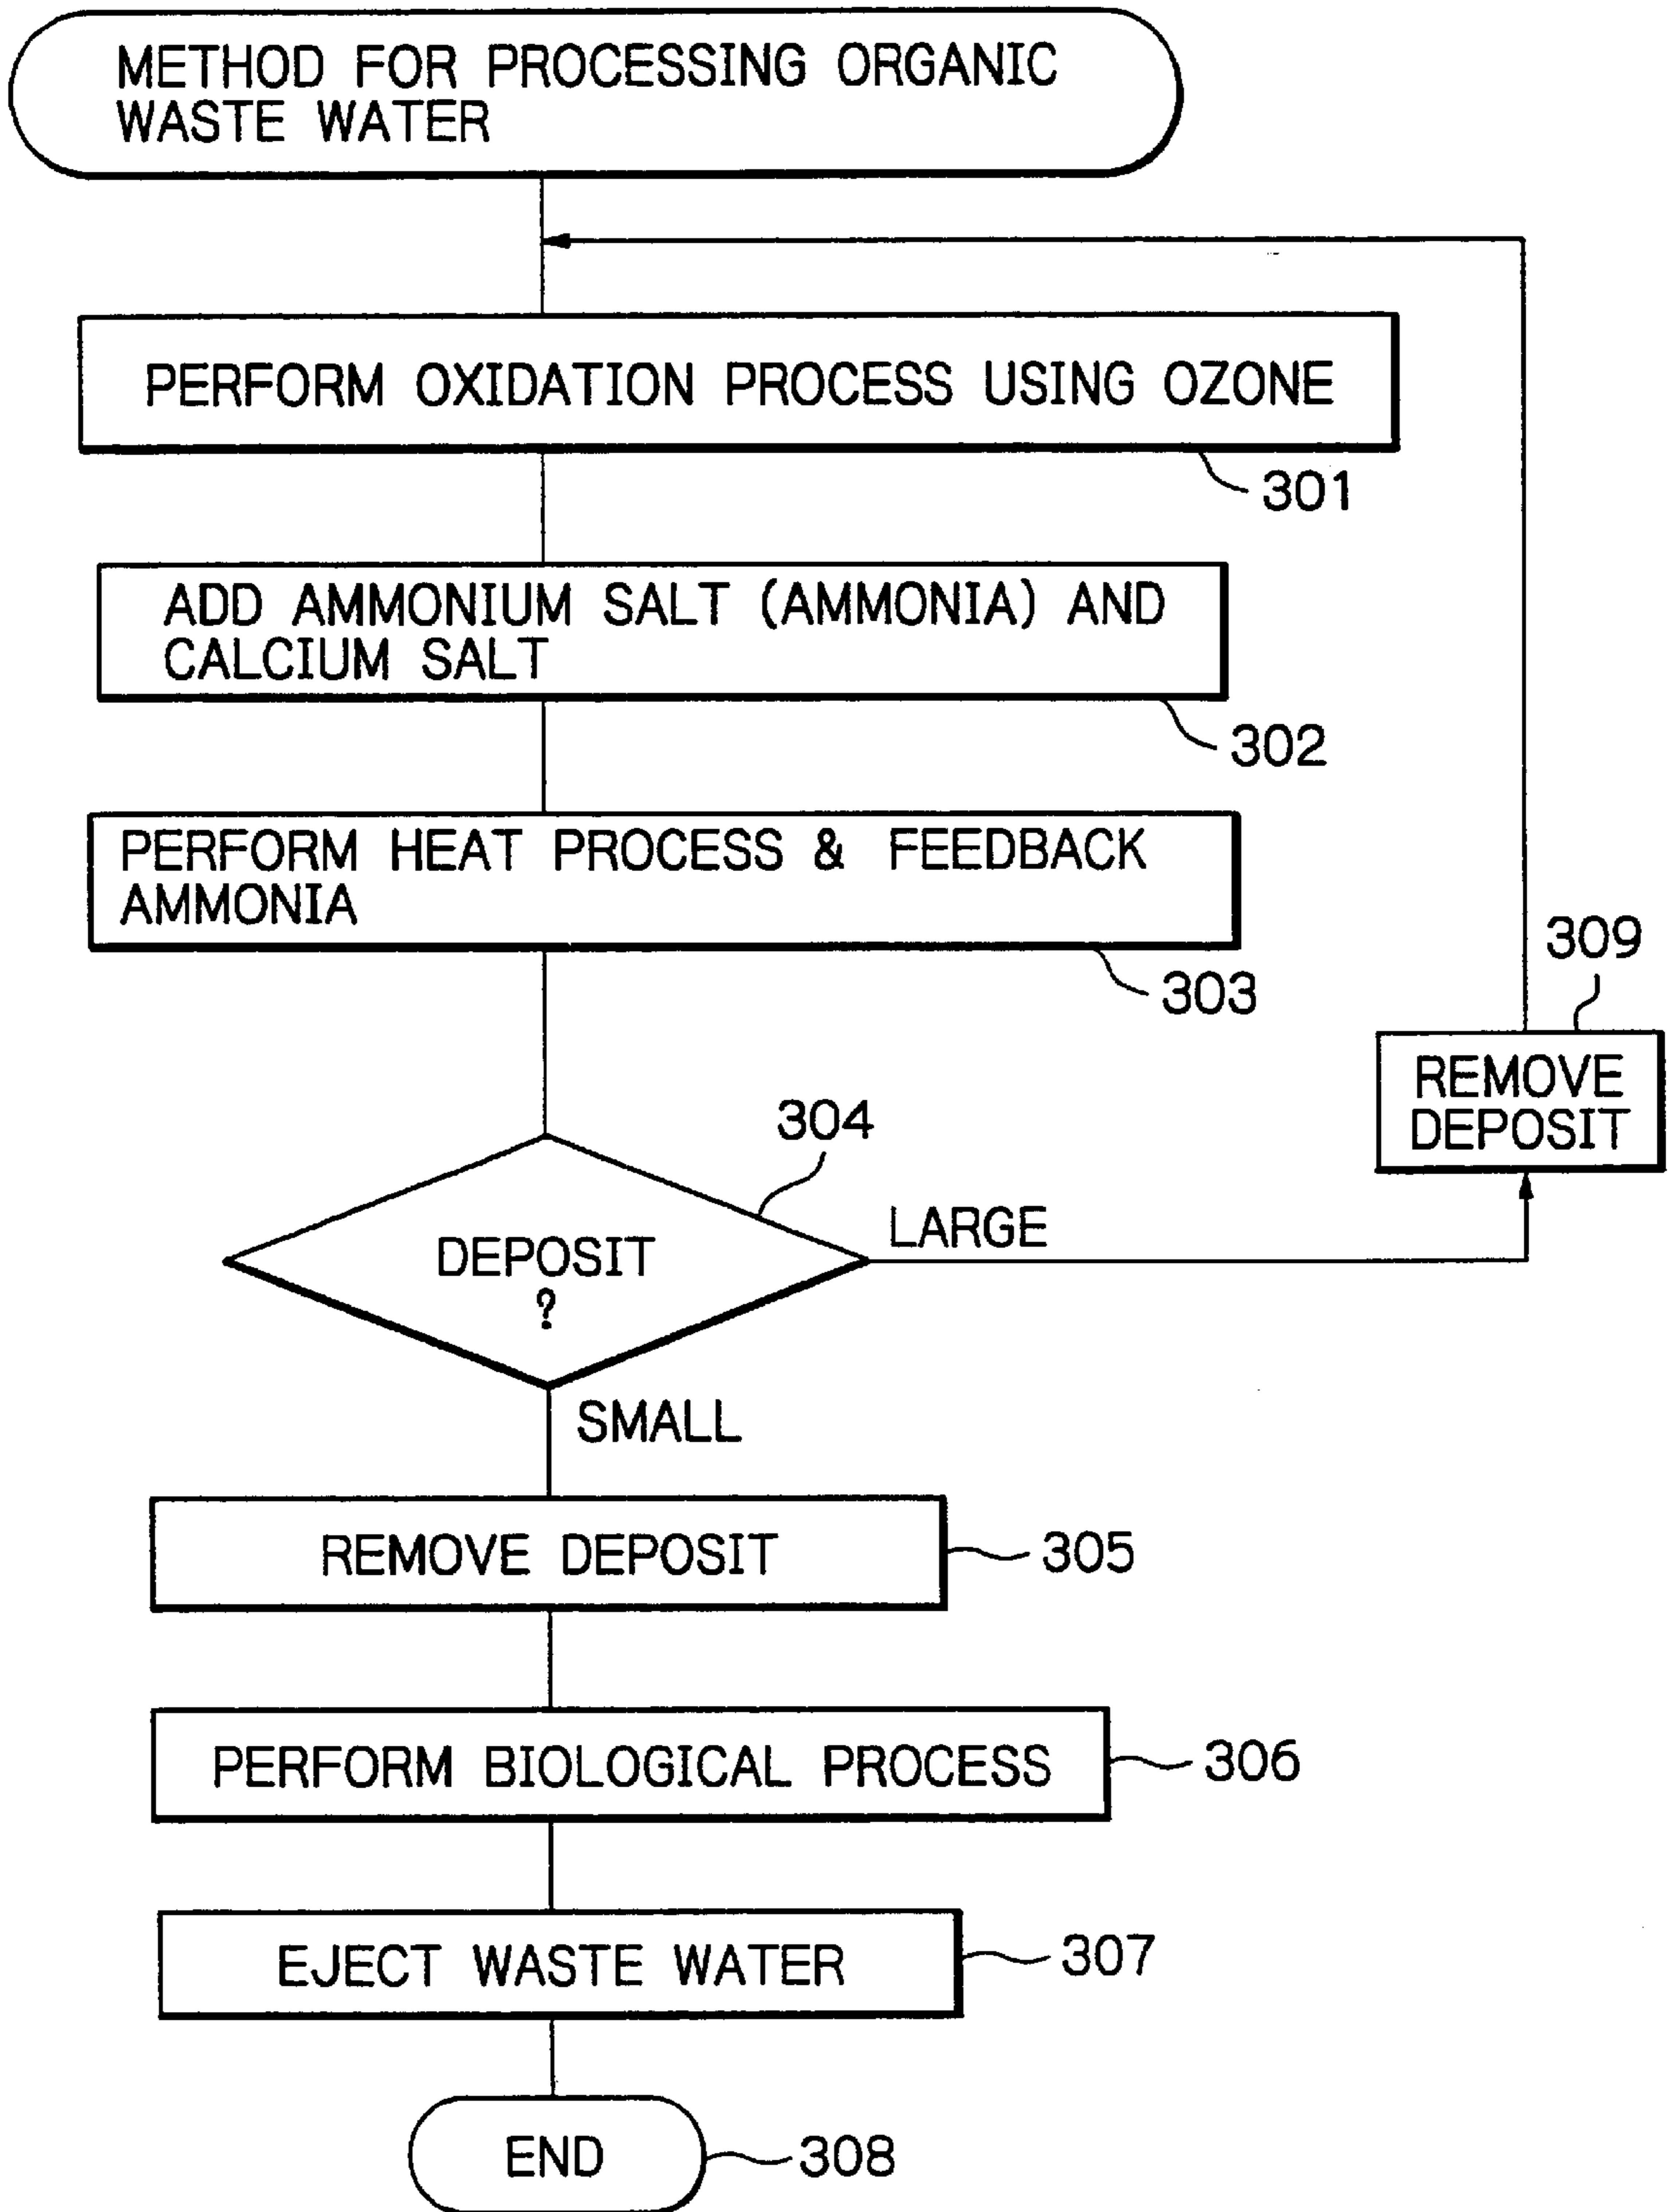 METHOD FOR PROCESSING ORGANIC
WASTE WATER
PERFORM OXIDATION PROCESS USING OZONE
301
ADD AMMONIUM SALT (AMMONIA) AND
CALCIUM SALT
302
PERFORM HEAT PROCESS & FEEDBACK
AMMONIA
303
309
REMOVE
DEPOSIT
304
LARGE
DEPOSIT
?
SMALL
REMOVE DEPOSIT
305
PERFORM BIOLOGICAL PROCESS
306
EJECT WASTE WATER
307
END
308